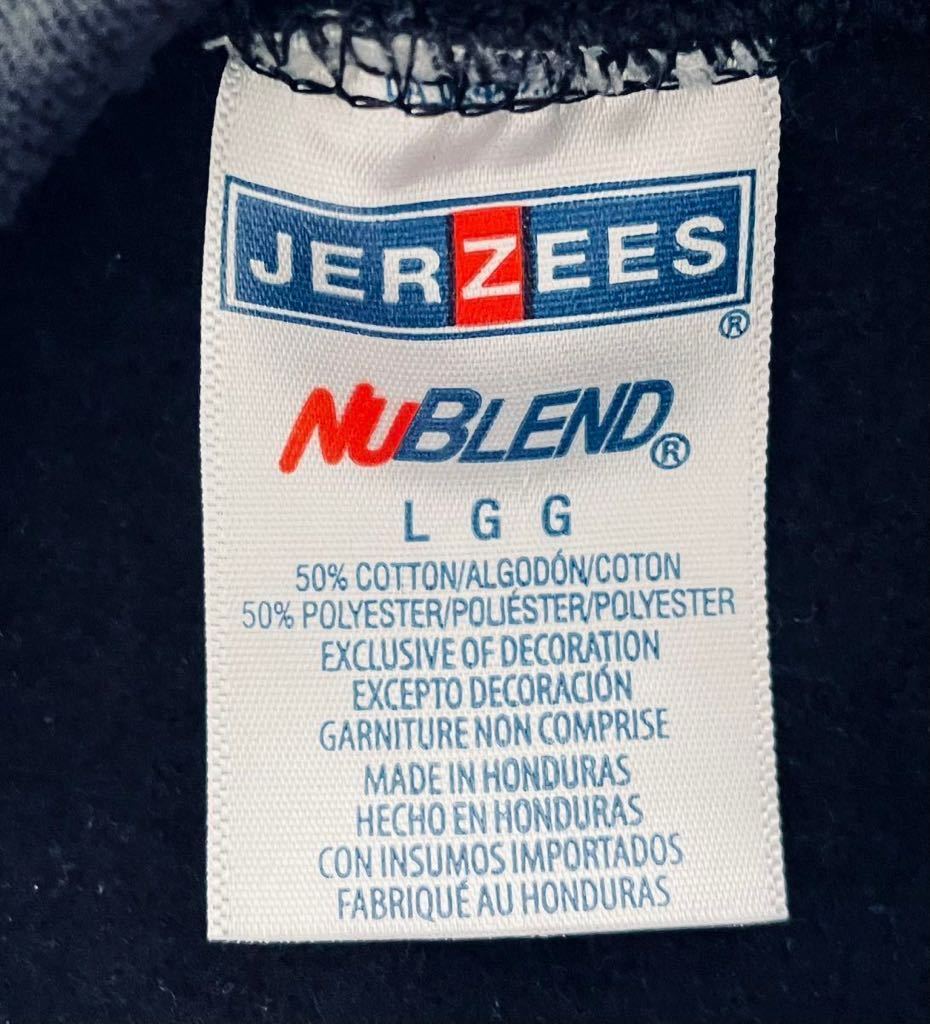 JERZEES
®
NUBLEND®
L G G
50% COTTON/ALGODÓN/COTON
50% POLYESTER/POLIÉSTER/POLYESTER
EXCLUSIVE OF DECORATION
EXCEPTO DECORACIÓN
GARNITURE NON COMPRISE
MADE IN HONDURAS
HECHO EN HONDURAS
CON INSUMOS IMPORTADOS
FABRIQUÉ AU HONDURAS